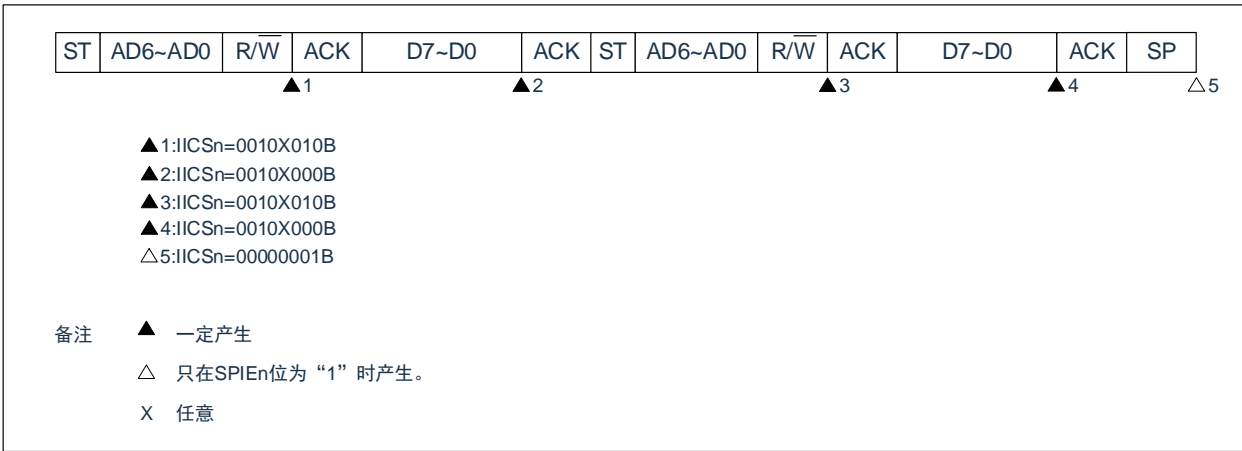 ST AD6~AD0 R/W̅ ACK D7~D0 ACK ST AD6~AD0 R/W̅ ACK D7~D0 ACK SP
▲1 ▲2 ▲3 ▲4 △5
▲1:IICSn=0010X010B
▲2:IICSn=0010X000B
▲3:IICSn=0010X010B
▲4:IICSn=0010X000B
△5:IICSn=00000001B
备注 ▲ 一定产生
△ 只在SPIEn位为“1”时产生。
X 任意